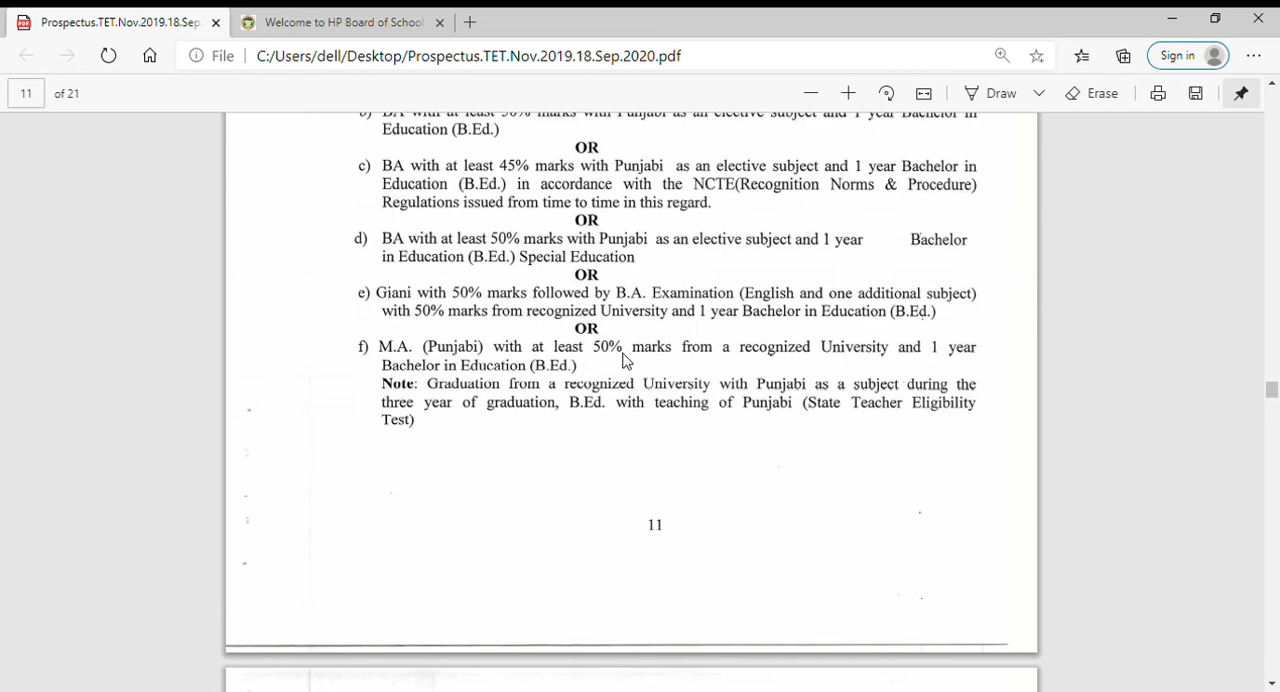 Prospectus.TET.Nov.2019.18.Sep.
Welcome to HP Board of School
File
C:/Users/dell/Desktop/Prospectus.TET.Nov.2019.18.Sep.2020.pdf
Sign in
11 of 21
Draw
Erase
b) BA with at least 50% marks with Punjabi as an elective subject and 1 year Bachelor in
Education (B.Ed.)
OR
c) BA with at least 45% marks with Punjabi as an elective subject and 1 year Bachelor in
Education (B.Ed.) in accordance with the NCTE(Recognition Norms & Procedure)
Regulations issued from time to time in this regard.
OR
d) BA with at least 50% marks with Punjabi as an elective subject and 1 year Bachelor
in Education (B.Ed.) Special Education
OR
e) Giani with 50% marks followed by B.A. Examination (English and one additional subject)
with 50% marks from recognized University and 1 year Bachelor in Education (B.Ed.)
OR
f) M.A. (Punjabi) with at least 50% marks from a recognized University and 1 year
Bachelor in Education (B.Ed.)
Note: Graduation from a recognized University with Punjabi as a subject during the
three year of graduation, B.Ed. with teaching of Punjabi (State Teacher Eligibility
Test)
11